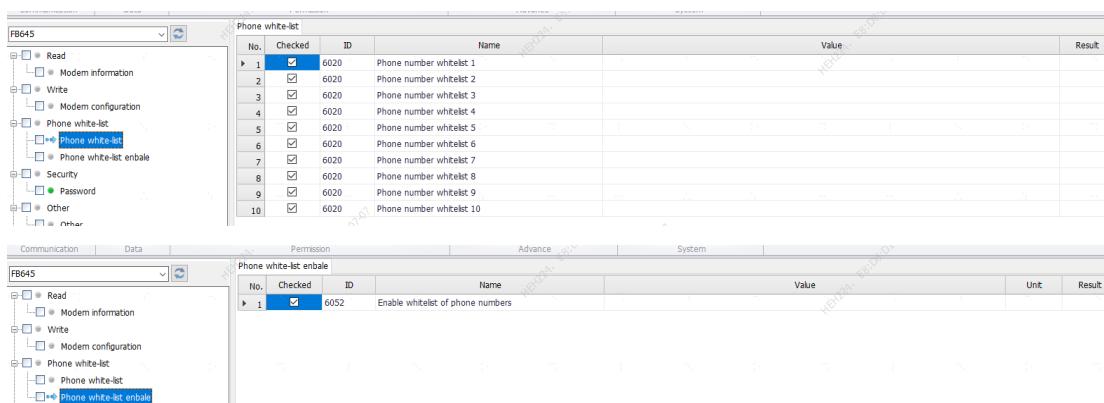 Phone white-list
FB645
No. Checked ID Name Value Result
Read
1 6020 Phone number whitelist 1
Modem information
2 6020 Phone number whitelist 2
Write
3 6020 Phone number whitelist 3
Modem configuration
4 6020 Phone number whitelist 4
Phone white-list
5 6020 Phone number whitelist 5
Phone white-list
6 6020 Phone number whitelist 6
Phone white-list enbale
7 6020 Phone number whitelist 7
Security
8 6020 Phone number whitelist 8
Password
9 6020 Phone number whitelist 9
Other
10 6020 Phone number whitelist 10
Other
Communication Data Permission Advance System
Phone white-list enbale
FB645
No. Checked ID Name Value Unit Result
Read
1 6052 Enable whitelist of phone numbers
Modem information
Write
Modem configuration
Phone white-list
Phone white-list
Phone white-list enbale